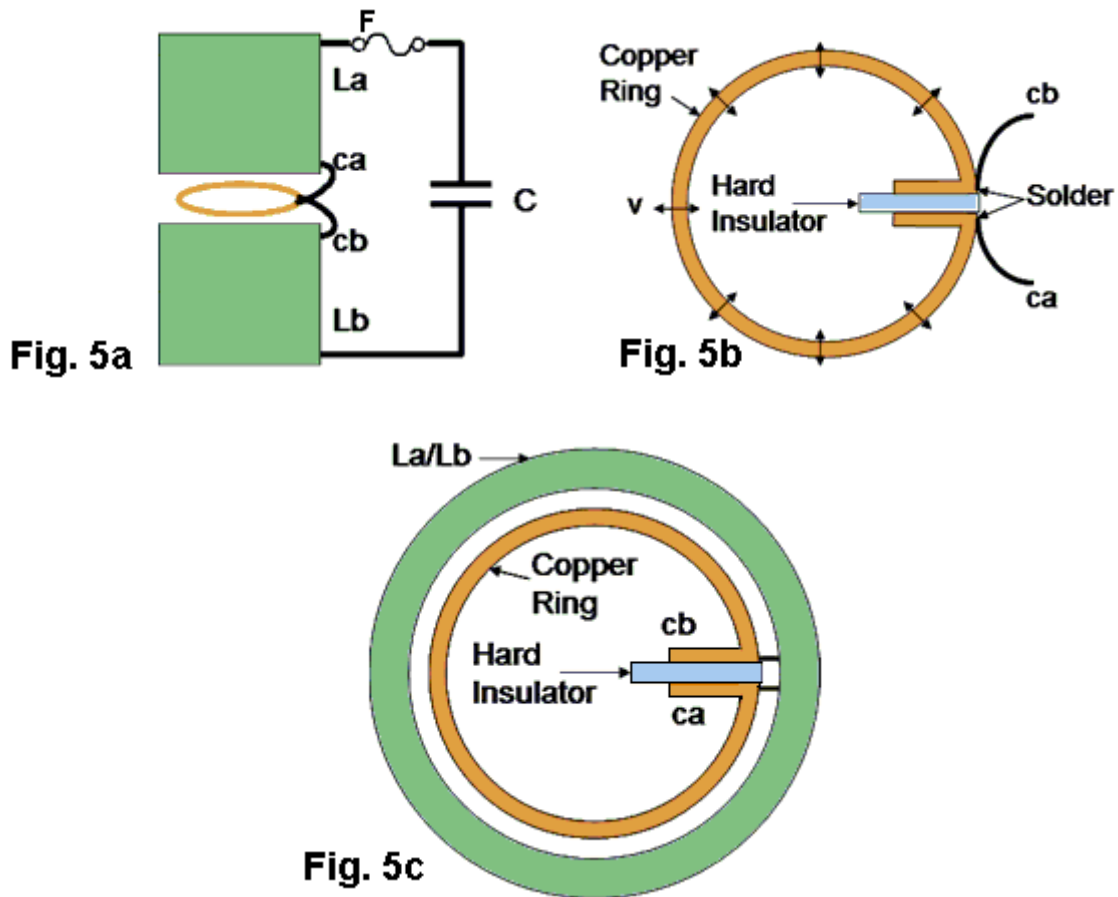 F
La
ca
C
cb
Lb
Fig. 5a
Copper
Ring
cb
Hard
Insulator
v
Solder
ca
Fig. 5b
La/Lb
Copper
Ring
cb
Hard
Insulator
ca
Fig. 5c